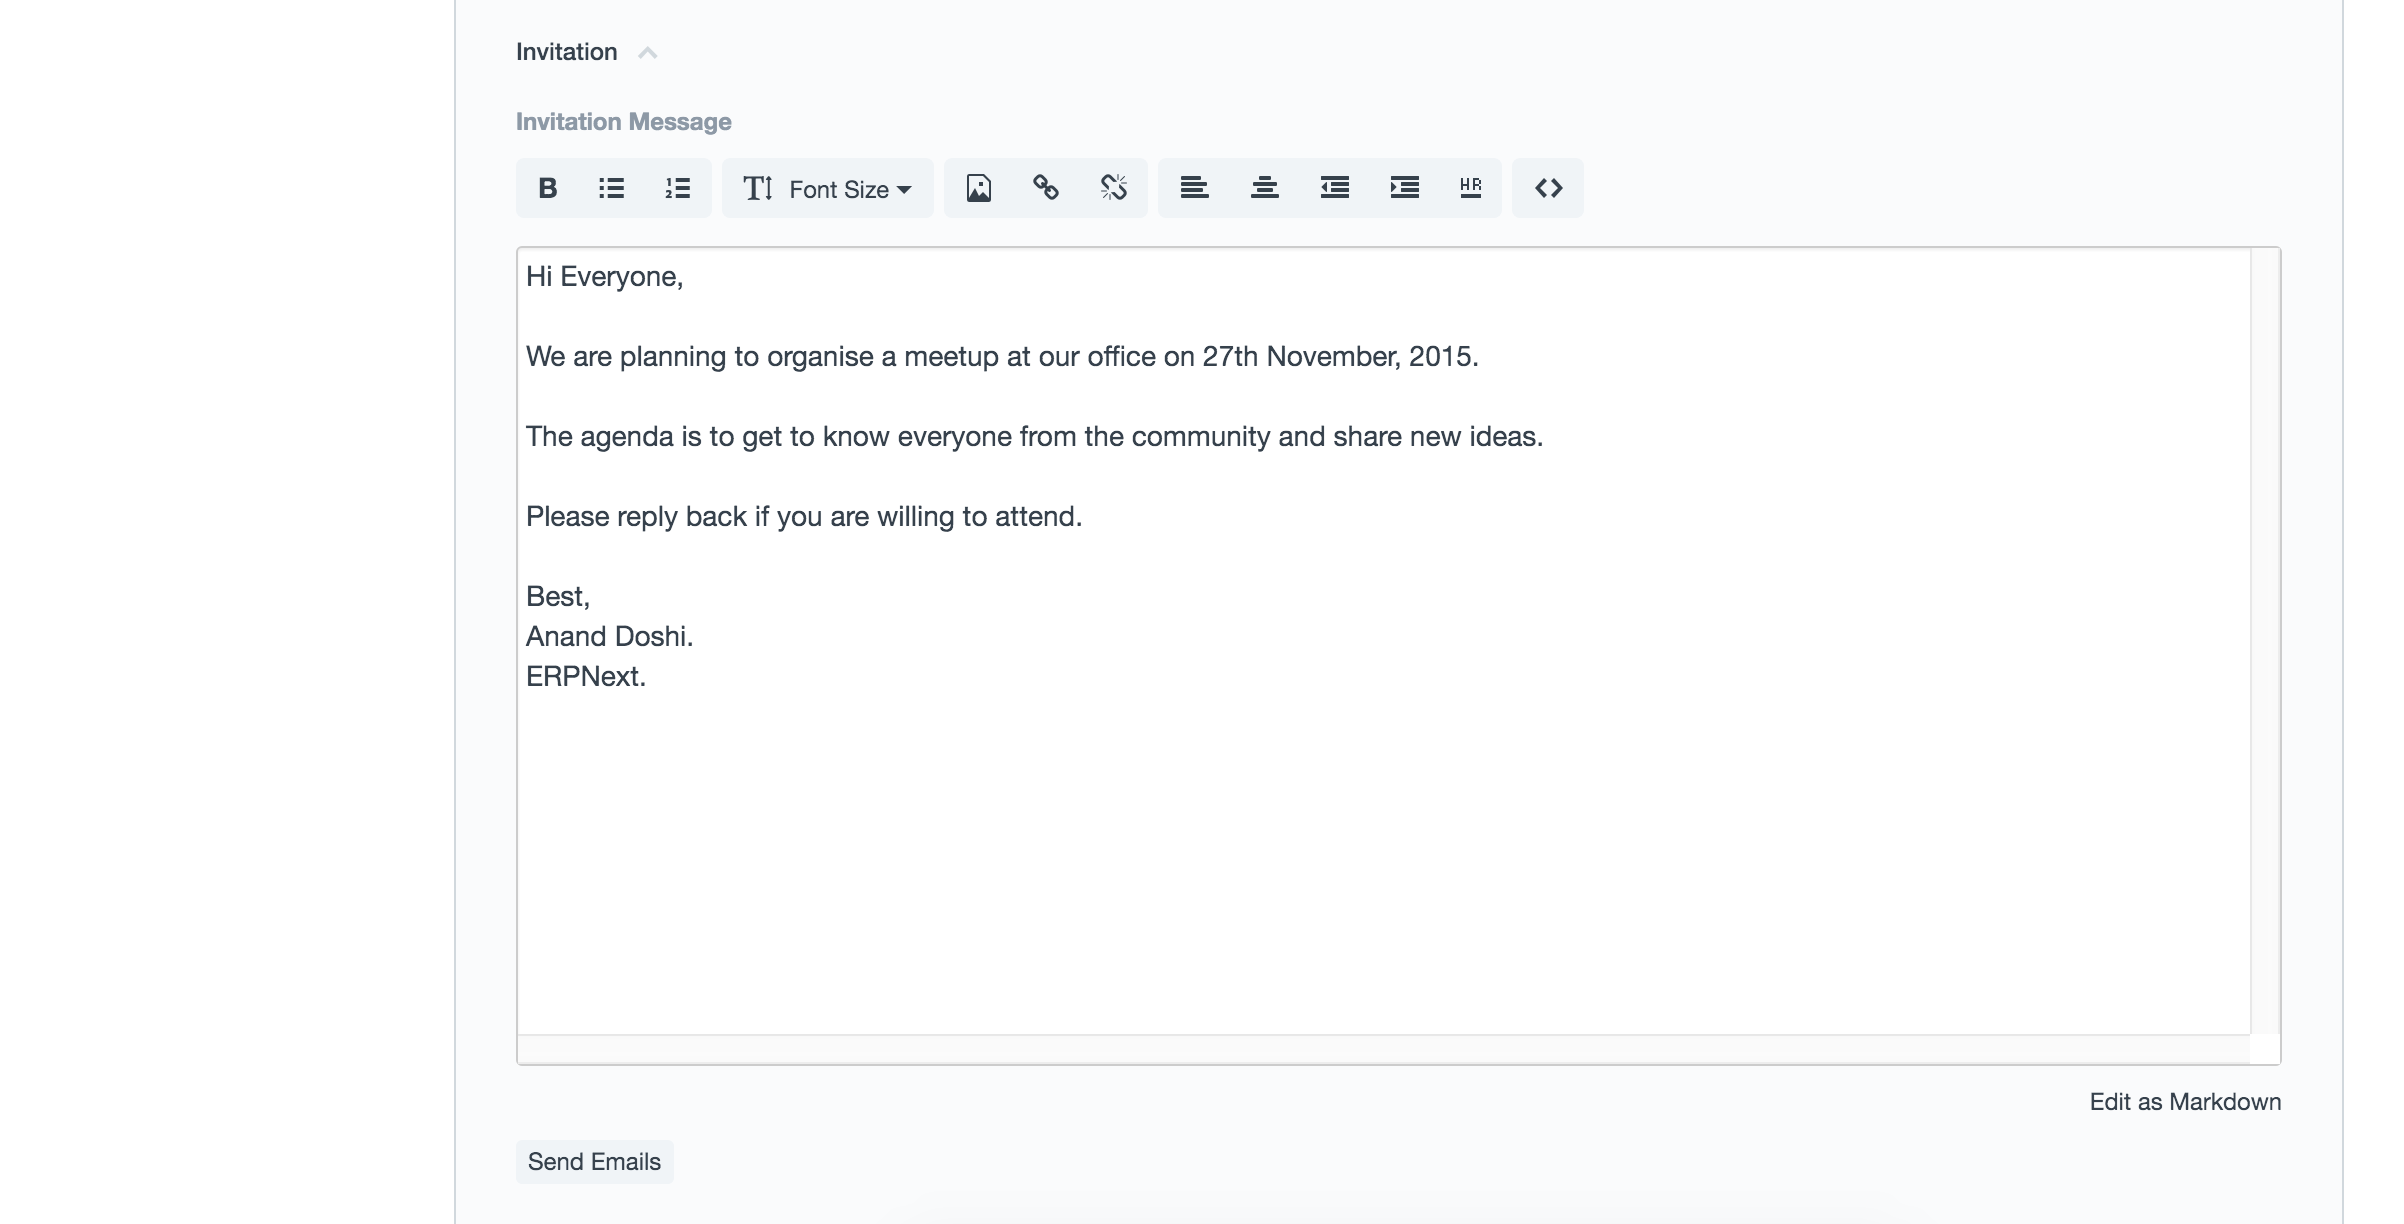 Invitation
Invitation Message
B Font Size HR
Hi Everyone,
We are planning to organise a meetup at our office on 27th November, 2015.
The agenda is to get to know everyone from the community and share new ideas.
Please reply back if you are willing to attend.
Best,
Anand Doshi.
ERPNext.
Edit as Markdown
Send Emails